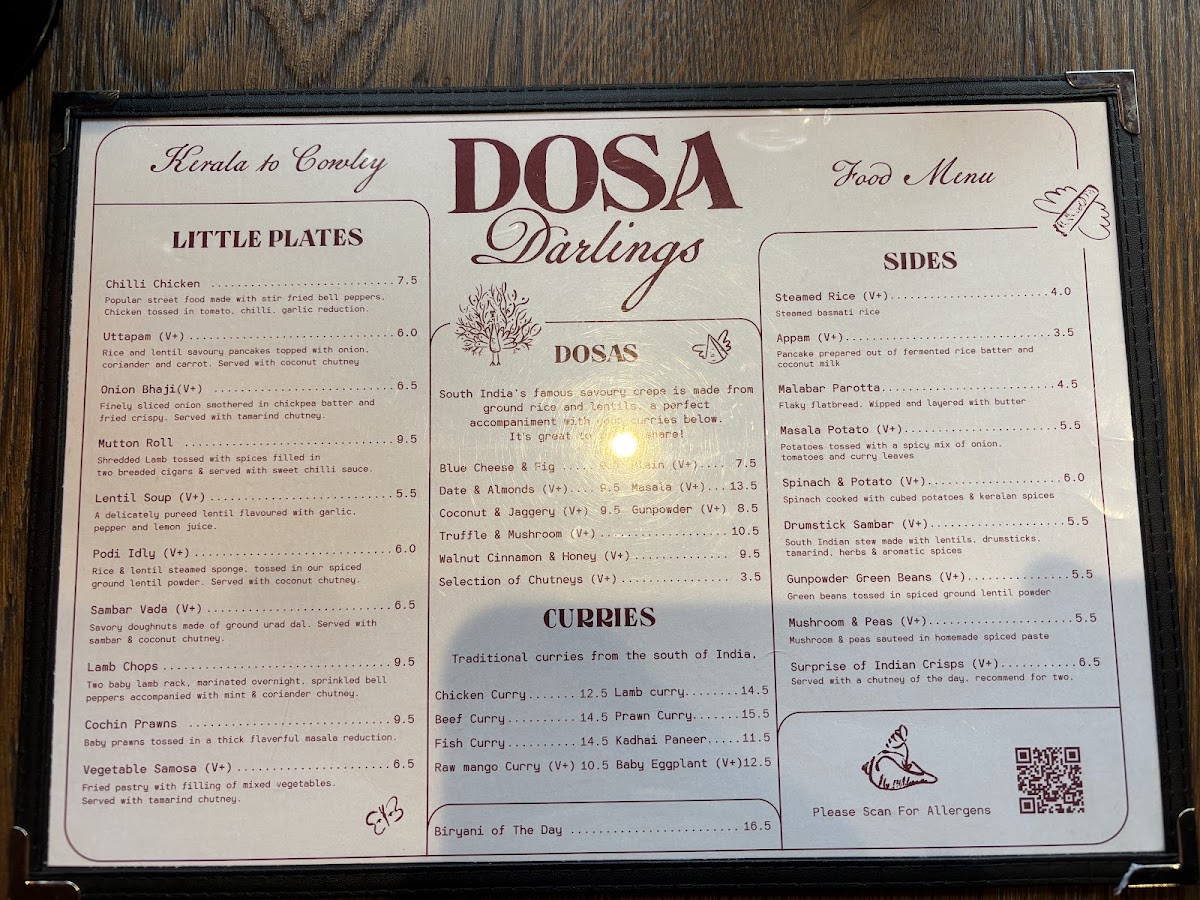 Kerala to Cowley
DOSA
Darlings
Food Menu
LITTLE PLATES
Chilli Chicken ........................ 7.5
Popular street food made with stir fried bell peppers.
Chicken tossed in tomato, chilli, garlic reduction.
Uttapam (V+) ........................ 6.0
Rice and lentil savoury pancakes topped with onion,
coriander and carrot. Served with coconut chutney
Onion Bhaji(V+) ........................ 6.5
Finely sliced onion smothered in chickpea batter and
fried crispy. Served with tamarind chutney.
Mutton Roll ........................ 9.5
Shredded Lamb tossed with spices filled in
two breaded cigars & served with sweet chilli sauce.
Lentil Soup (V+) ........................ 5.5
A delicately pureed lentil flavoured with garlic,
pepper and lemon juice.
Podi Idly (V+) ........................ 6.0
Rice & lentil steamed sponge, tossed in our spiced
ground lentil powder. Served with coconut chutney.
Sambar Vada (V+) ........................ 6.5
Savory doughnuts made of ground urad dal. Served with
sambar & coconut chutney.
Lamb Chops ........................ 9.5
Two baby lamb rack, marinated overnight, sprinkled bell
peppers accompanied with mint & coriander chutney.
Cochin Prawns ........................ 9.5
Baby prawns tossed in a thick flaverful masala reduction.
Vegetable Samosa (V+) ........................ 6.5
Fried pastry with filling of mixed vegetables.
Served with tamarind chutney.
DOSAS
South India's famous savoury crepe is made from
ground rice and lentils, a perfect
accompaniment with your curries below.
It's great to share!
Blue Cheese & Fig ..... Plain (V+).... 7.5
Date & Almonds (V+).... 9.5 Masala (V+)... 13.5
Coconut & Jaggery (V+) 9.5 Gunpowder (V+) 8.5
Truffle & Mushroom (V+) .................. 10.5
Walnut Cinnamon & Honey (V+) ............. 9.5
Selection of Chutneys (V+) ............... 3.5
CURRIES
Traditional curries from the south of India.
Chicken Curry....... 12.5 Lamb curry........14.5
Beef Curry.......... 14.5 Prawn Curry.......15.5
Fish Curry.......... 14.5 Kadhai Paneer.....11.5
Raw mango Curry (V+) 10.5 Baby Eggplant (V+)12.5
Biryani of The Day ........................ 16.5
SIDES
Steamed Rice (V+)........................4.0
Steamed basmati rice
Appam (V+)........................3.5
Pancake prepared out of fermented rice batter and
coconut milk
Malabar Parotta........................4.5
Flaky flatbread. Wipped and layered with butter
Masala Potato (V+)........................5.5
Potatoes tossed with a spicy mix of onion,
tomatoes and curry leaves
Spinach & Potato (V+)....................6.0
Spinach cooked with cubed potatoes & keralan spices
Drumstick Sambar (V+)....................5.5
South Indian stew made with lentils, drumsticks,
tamarind, herbs & aromatic spices
Gunpowder Green Beans (V+)...............5.5
Green beans tossed in spiced ground lentil powder
Mushroom & Peas (V+).....................5.5
Mushroom & peas sauteed in homemade spiced paste
Surprise of Indian Crisps (V+)...........6.5
Served with a chutney of the day, recommend for two.
Please Scan For Allergens